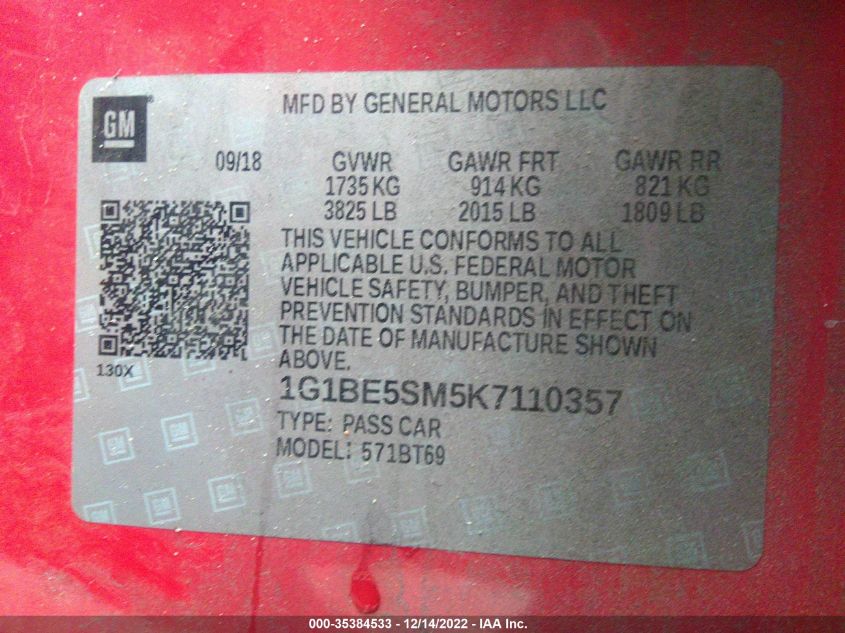 MFD BY GENERAL MOTORS LLC
GM
09/18 GVWR GAWR FRT GAWR RR
1735 KG 914 KG 821 KG
3825 LB 2015 LB 1809 LB
THIS VEHICLE CONFORMS TO ALL
APPLICABLE U.S. FEDERAL MOTOR
VEHICLE SAFETY, BUMPER, AND THEFT
PREVENTION STANDARDS IN EFFECT ON
THE DATE OF MANUFACTURE SHOWN
ABOVE.
130X
1G1BE5SM5K7110357
TYPE: PASS CAR
MODEL: 571BT69
000-35384533 - 12/14/2022 - IAA Inc.